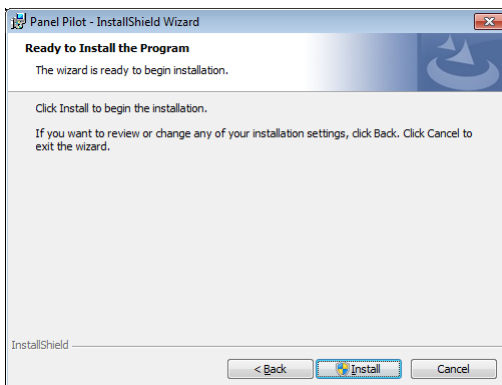 Panel Pilot - InstallShield Wizard
Ready to Install the Program
The wizard is ready to begin installation.
Click Install to begin the installation.
If you want to review or change any of your installation settings, click Back. Click Cancel to
exit the wizard.
InstallShield
< Back Install Cancel